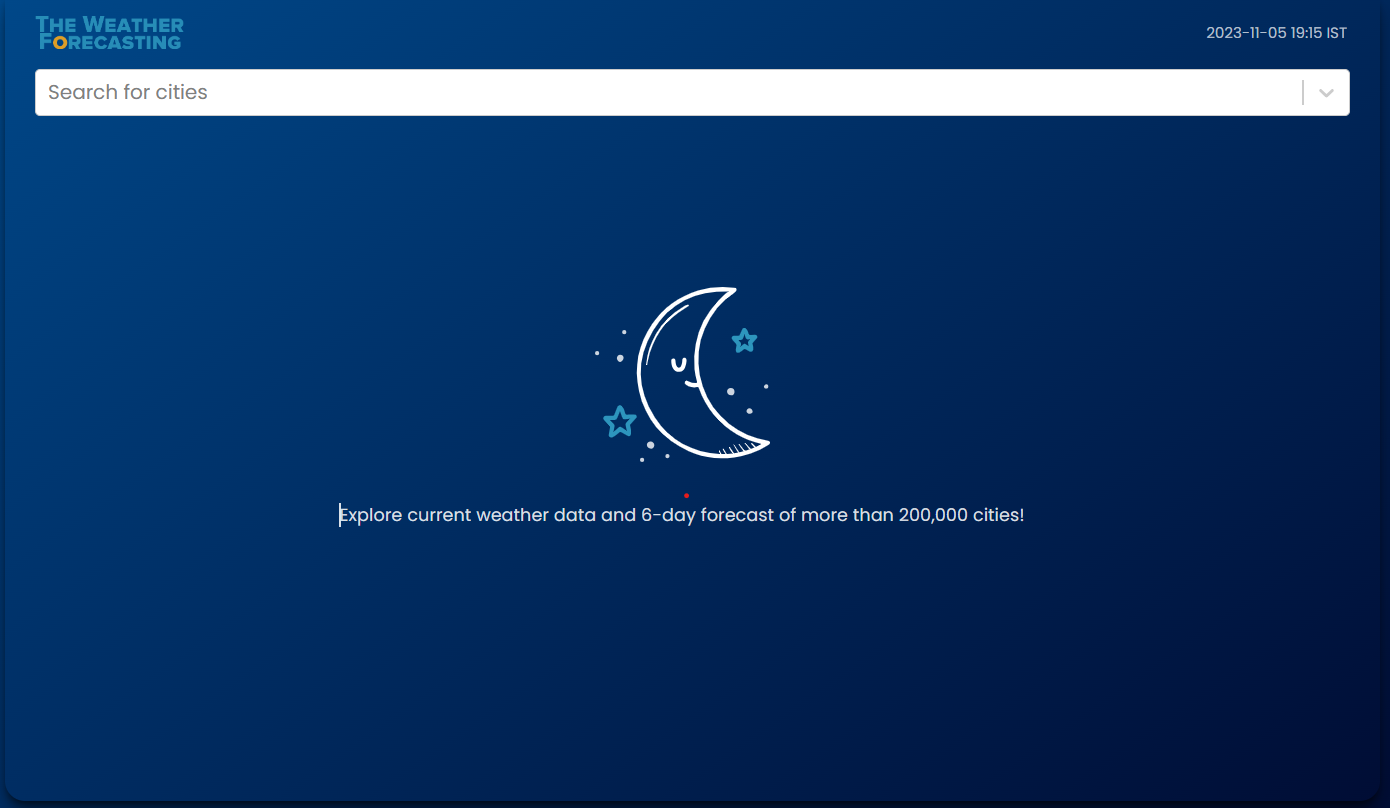 THE WEATHER
FORECASTING
2023-11-05 19:15 IST
Search for cities
Explore current weather data and 6-day forecast of more than 200,000 cities!